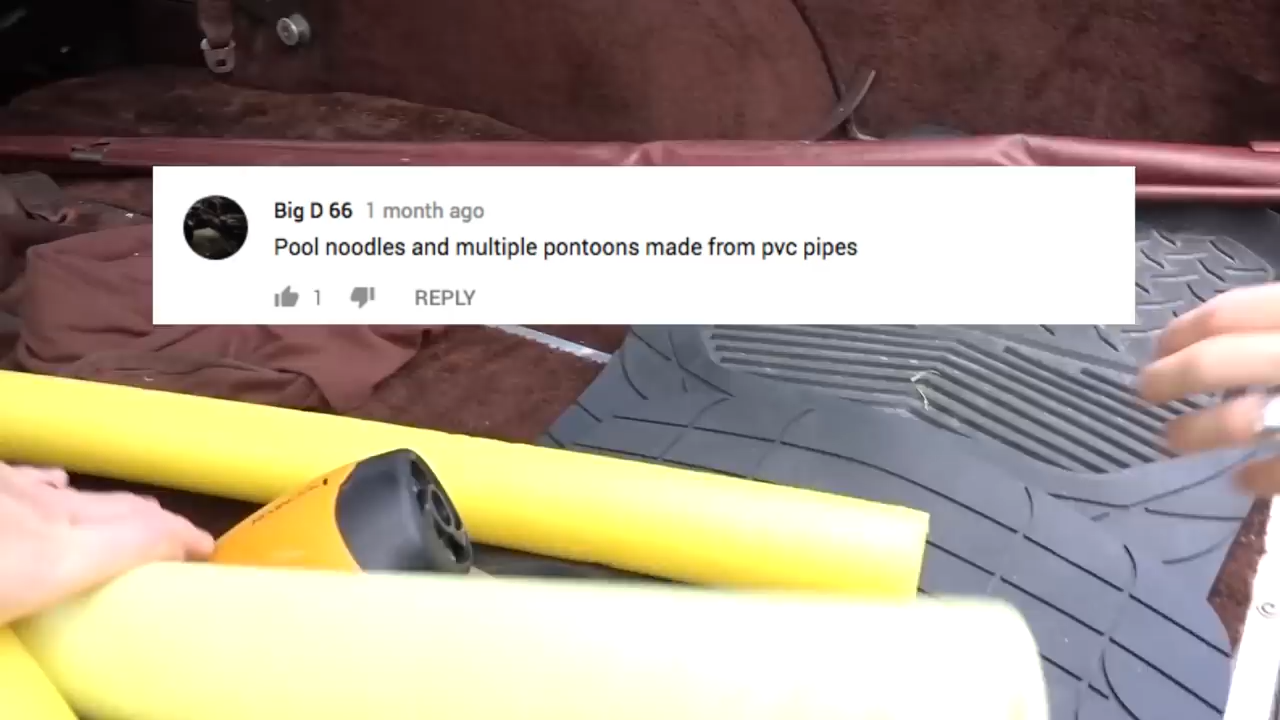 Big D 66 1 month ago
Pool noodles and multiple pontoons made from pvc pipes
1 REPLY